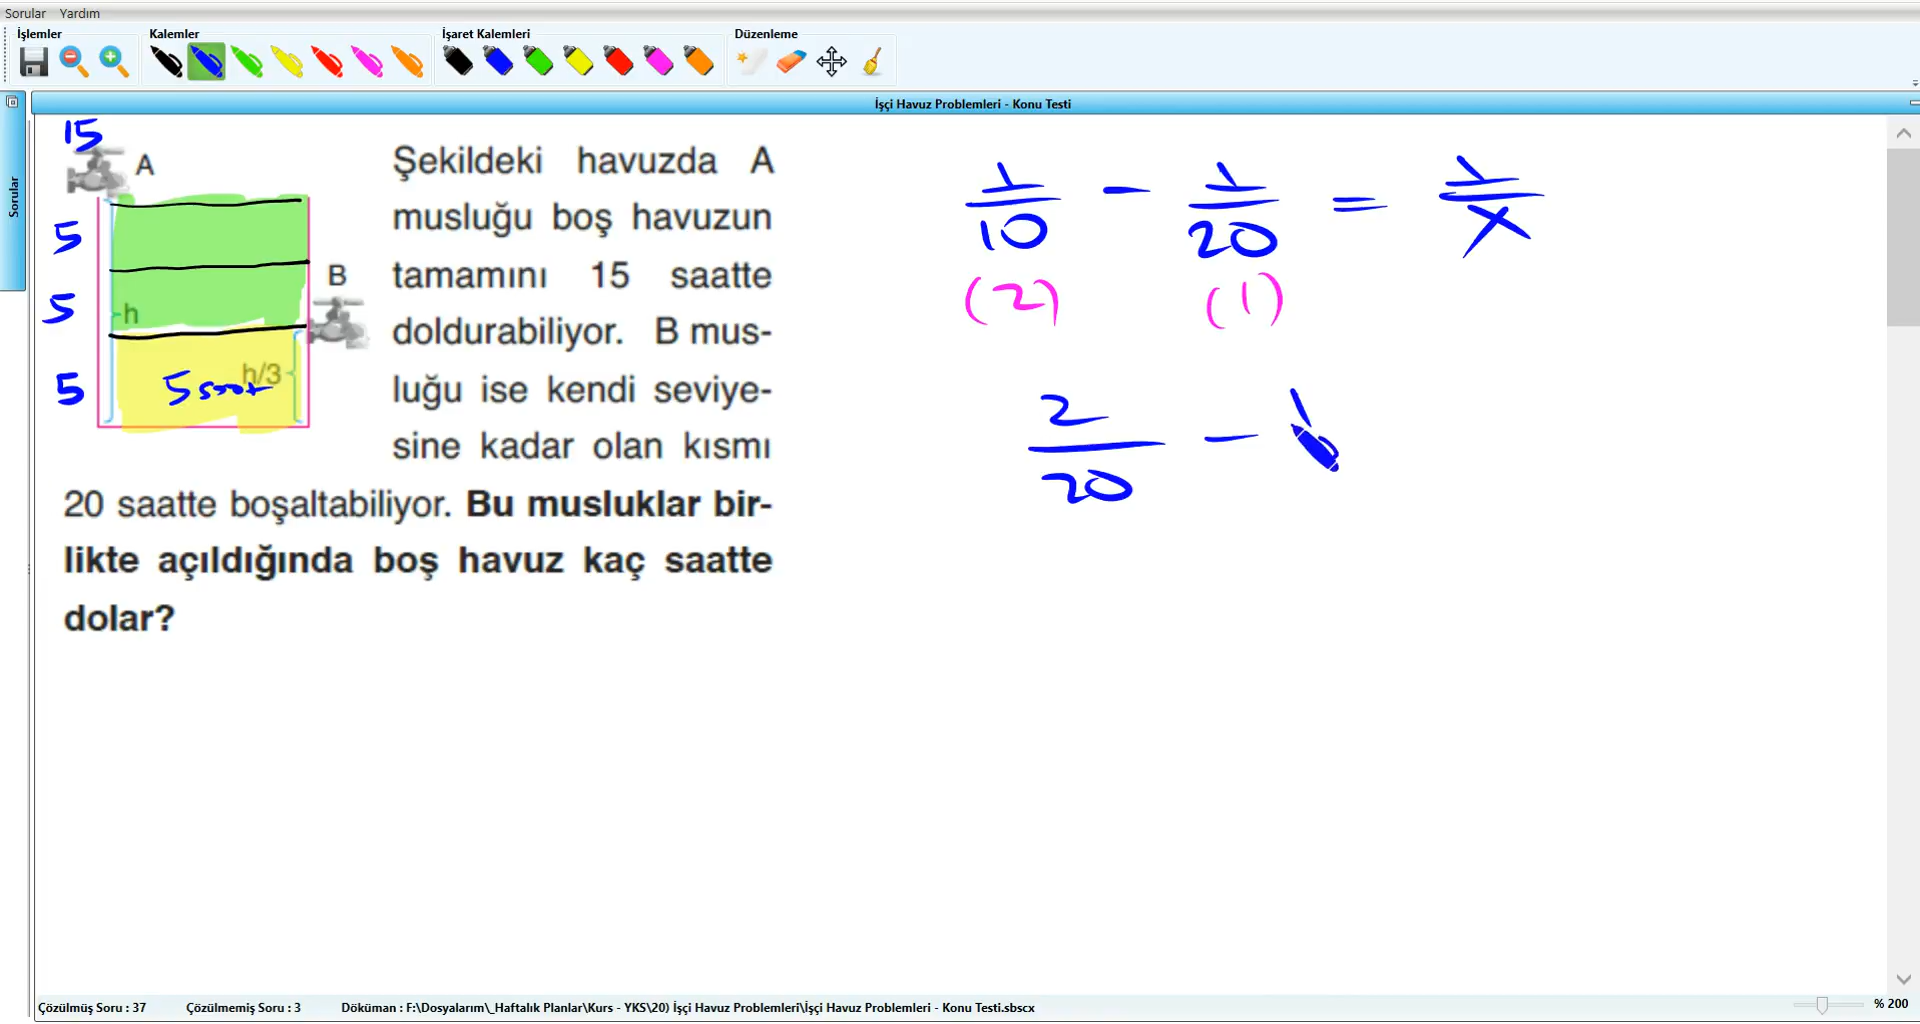 Sorular Yardım
İşlemler Kalemler İşaret Kalemleri Düzenleme
Sorular
İşçi Havuz Problemleri - Konu Testi
15
A
5
5
5
h
B
h/3
5 saat
Şekildeki havuzda A
musluğu boş havuzun
tamamını 15 saatte
doldurabiliyor. B mus-
luğu ise kendi seviye-
sine kadar olan kısmı
20 saatte boşaltabiliyor. Bu musluklar bir-
likte açıldığında boş havuz kaç saatte
dolar?
1/10 - 1/20 = 1/x
(2) (1)
2/20 - 1
Çözülmüş Soru : 37 Çözülmemiş Soru : 3 Döküman : F:\Dosyalarım\_Haftalık Planlar\Kurs - YKS\20) İşçi Havuz Problemleri\İşçi Havuz Problemleri - Konu Testi.sbscx % 200